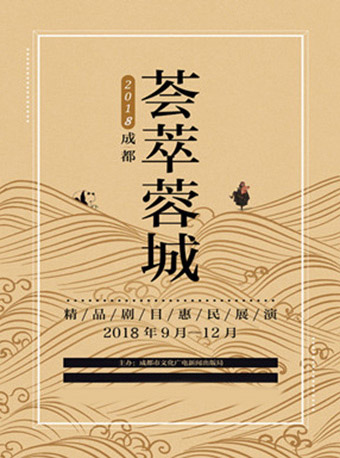 2018
成都
荟萃蓉城
精/品/剧/目/惠/民/展/演
2018年9月—12月
主办：成都市文化广电新闻出版局